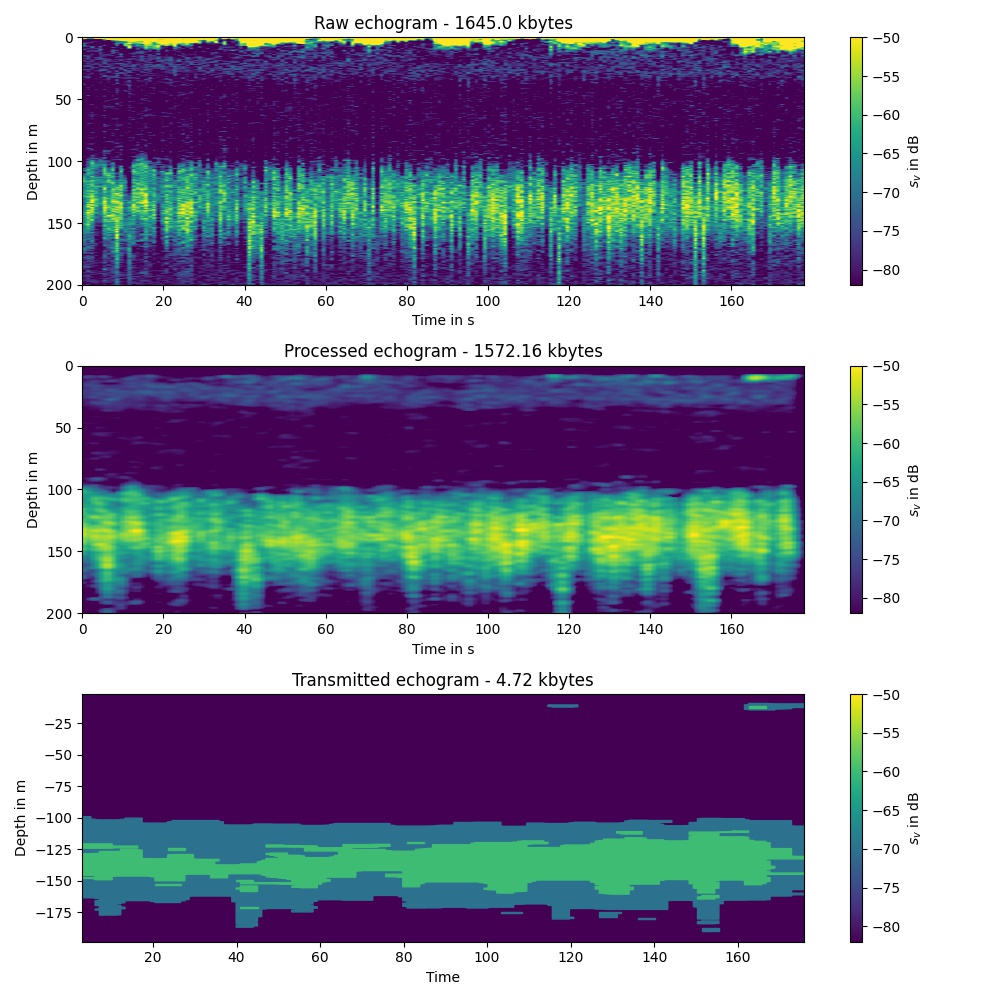 Raw echogram - 1645.0 kbytes
0
50
100
150
200
Depth in m
0 20 40 60 80 100 120 140 160
Time in s
−50
−55
−60
−65
−70
−75
−80
sv in dB
Processed echogram - 1572.16 kbytes
0
50
100
150
200
Depth in m
0 20 40 60 80 100 120 140 160
Time in s
−50
−55
−60
−65
−70
−75
−80
sv in dB
Transmitted echogram - 4.72 kbytes
−25
−50
−75
−100
−125
−150
−175
Depth in m
20 40 60 80 100 120 140 160
Time
−50
−55
−60
−65
−70
−75
−80
sv in dB